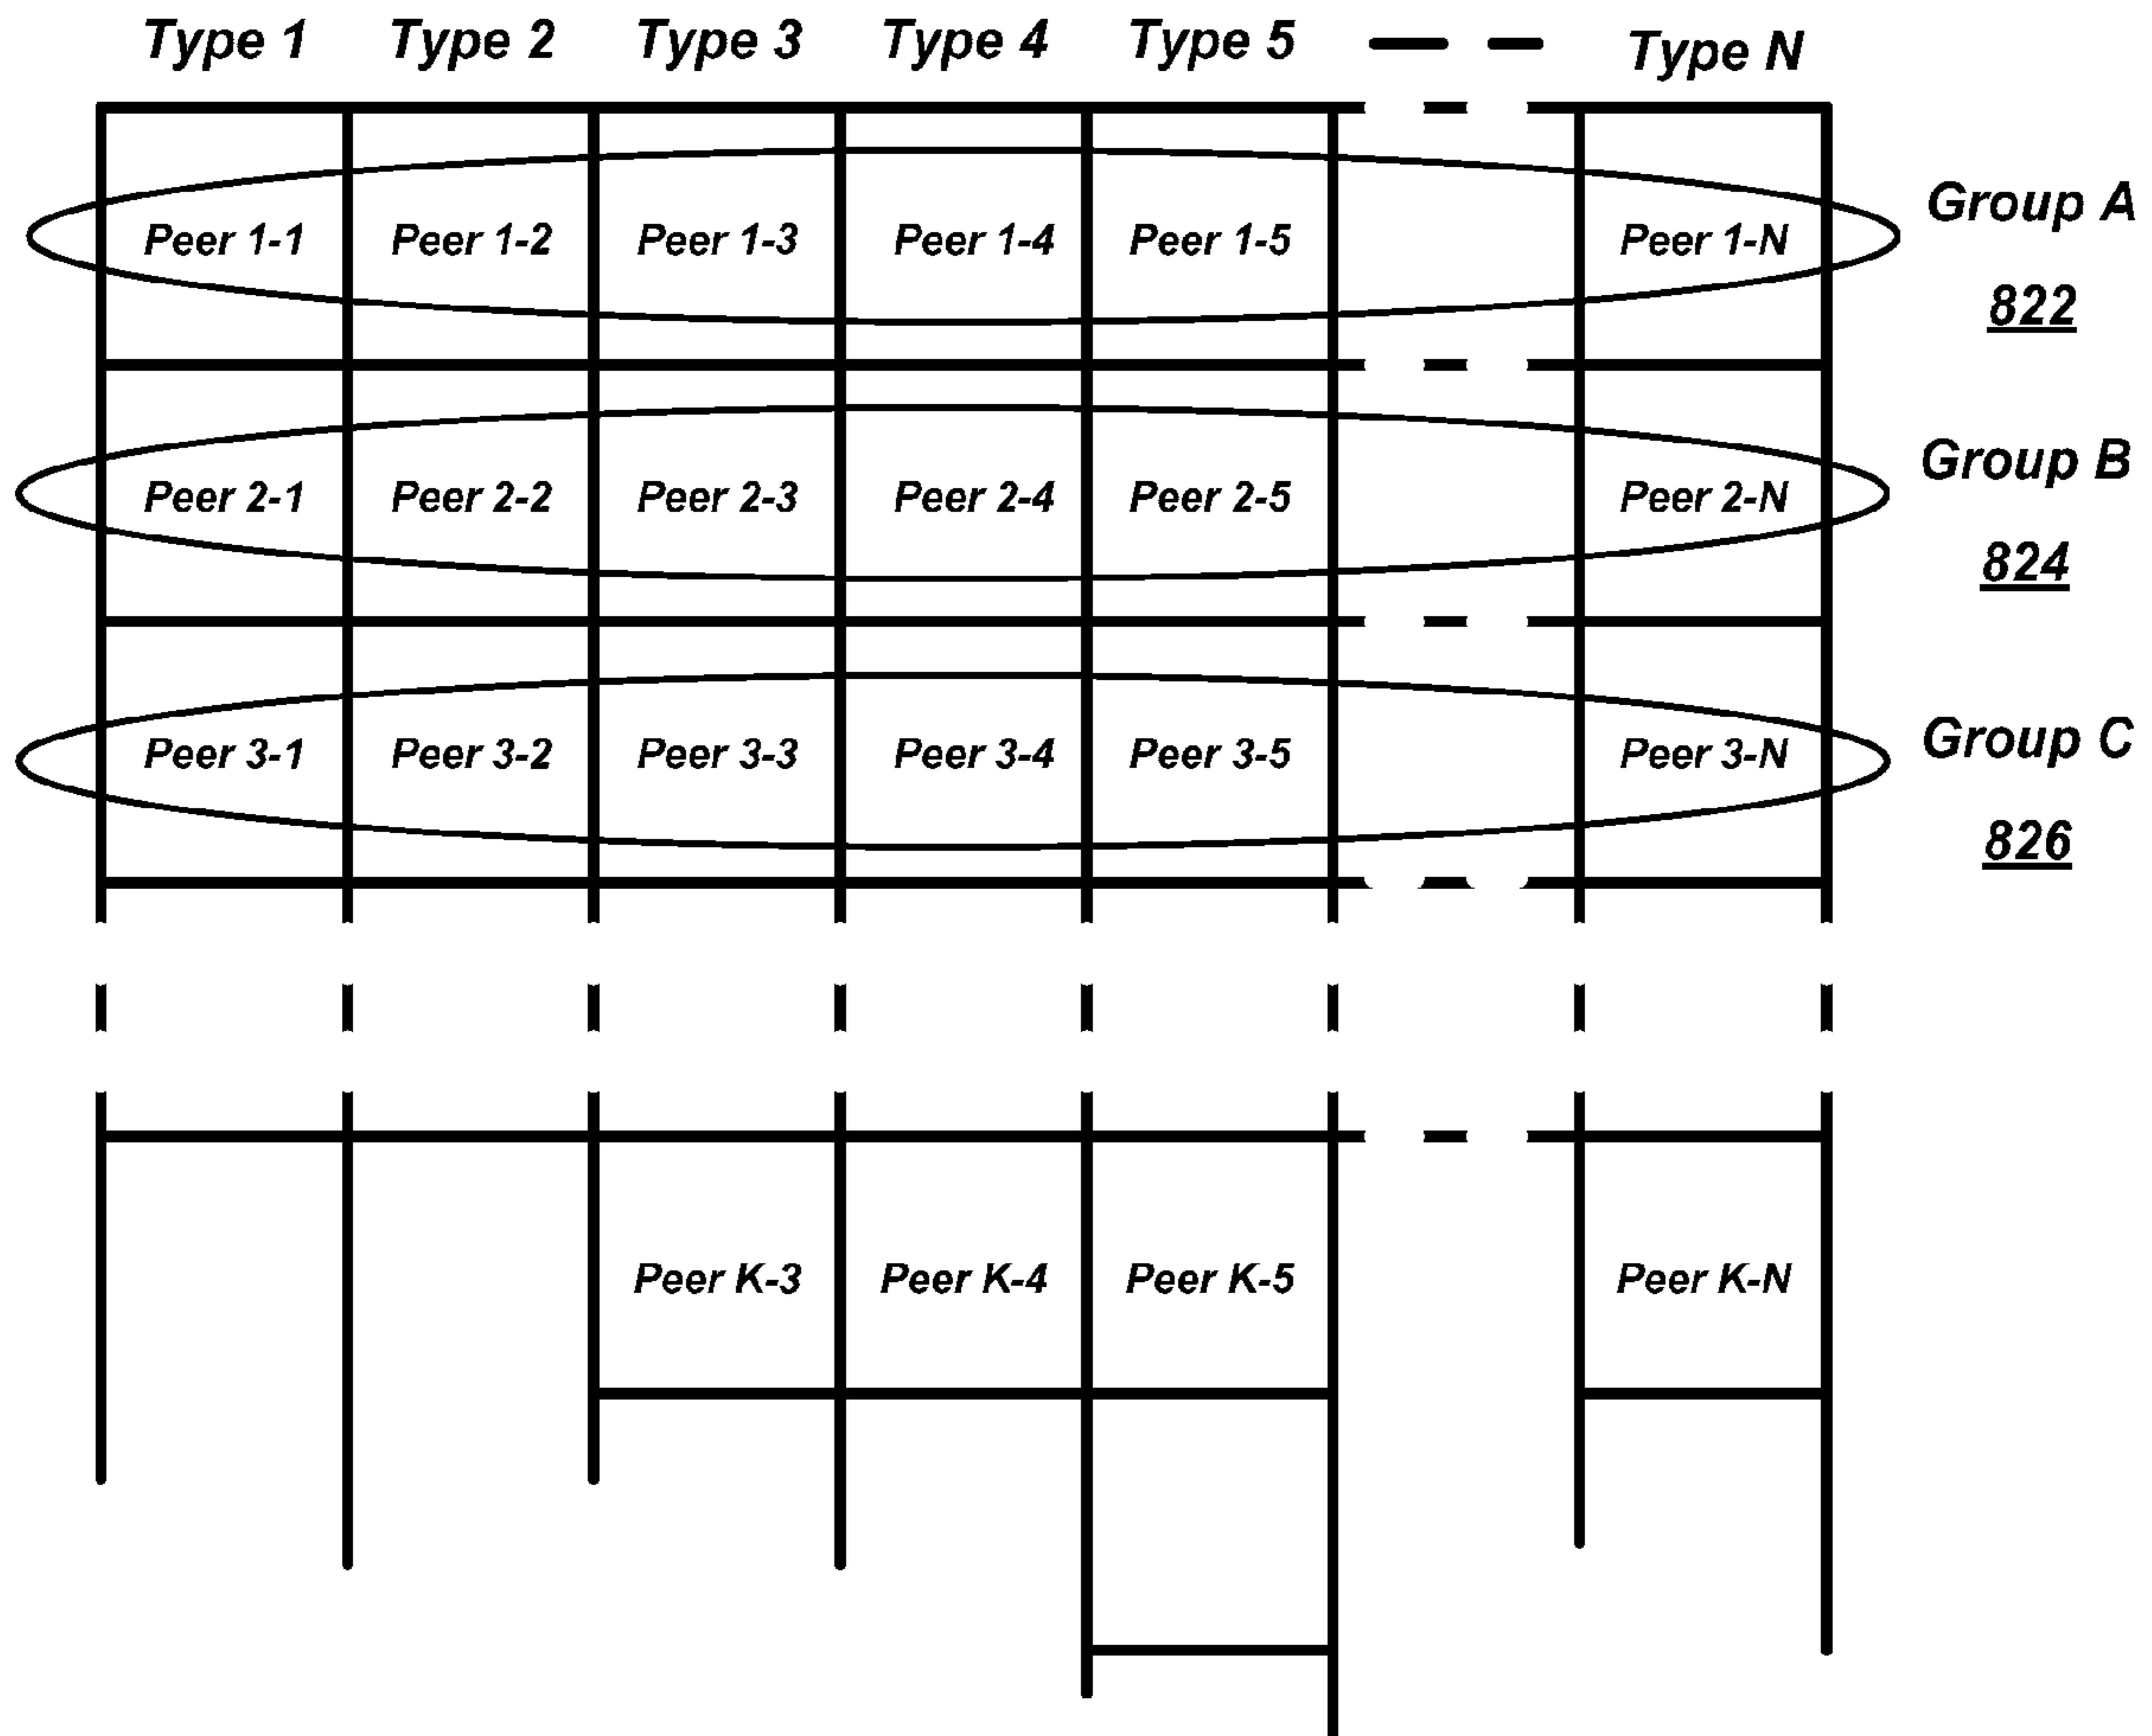 Type 1 Type 2 Type 3 Type 4 Type 5 Type N
Peer 1-1 Peer 1-2 Peer 1-3 Peer 1-4 Peer 1-5 Peer 1-N
Group A
822
Peer 2-1 Peer 2-2 Peer 2-3 Peer 2-4 Peer 2-5 Peer 2-N
Group B
824
Peer 3-1 Peer 3-2 Peer 3-3 Peer 3-4 Peer 3-5 Peer 3-N
Group C
826
Peer K-3 Peer K-4 Peer K-5 Peer K-N